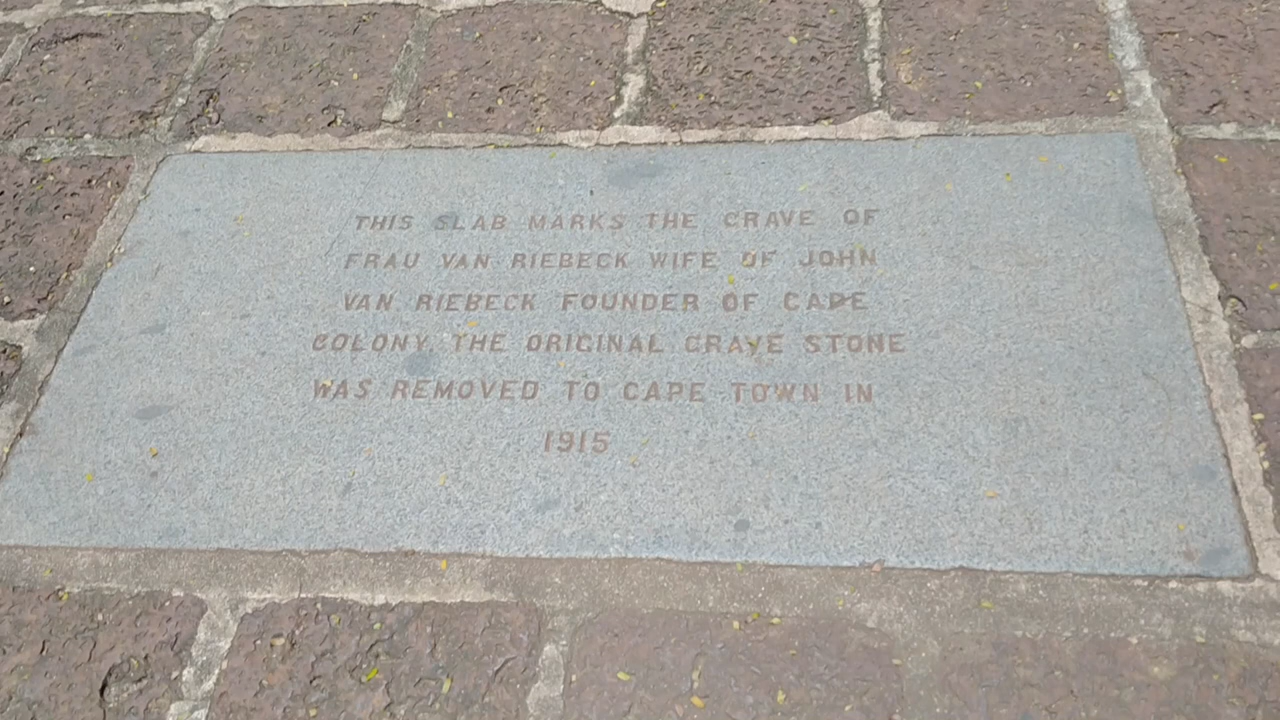 THIS SLAB MARKS THE GRAVE OF
FRAU VAN RIEBECK WIFE OF JOHN
VAN RIEBECK FOUNDER OF CAPE
COLONY THE ORIGINAL GRAVE STONE
WAS REMOVED TO CAPE TOWN IN
1915